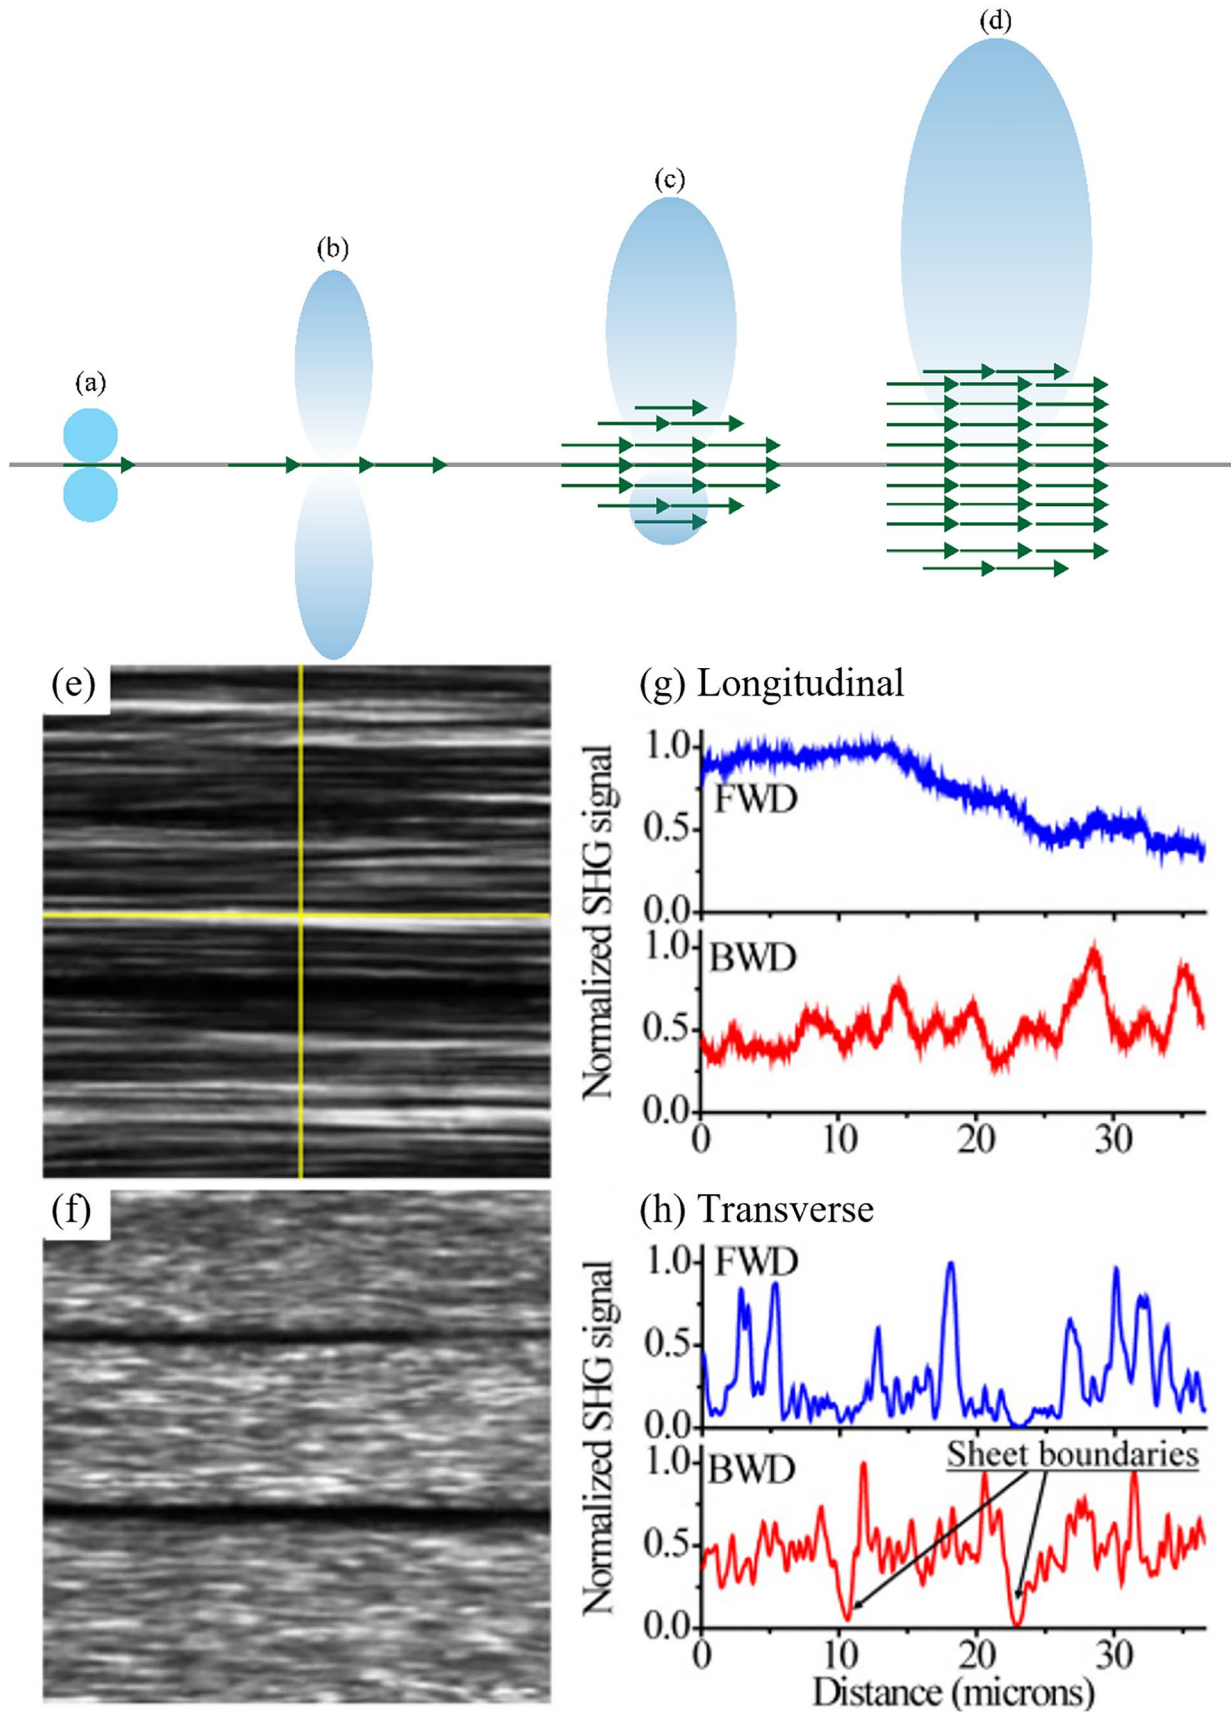 (d)
(c)
(b)
(a)
(e)
(g) Longitudinal
Normalized SHG signal
1.0
0.5
0.0
FWD
1.0
0.5
0.0
BWD
0 10 20 30
(f)
(h) Transverse
Normalized SHG signal
1.0
0.5
0.0
FWD
1.0
0.5
0.0
BWD
Sheet boundaries
0 10 20 30
Distance (microns)